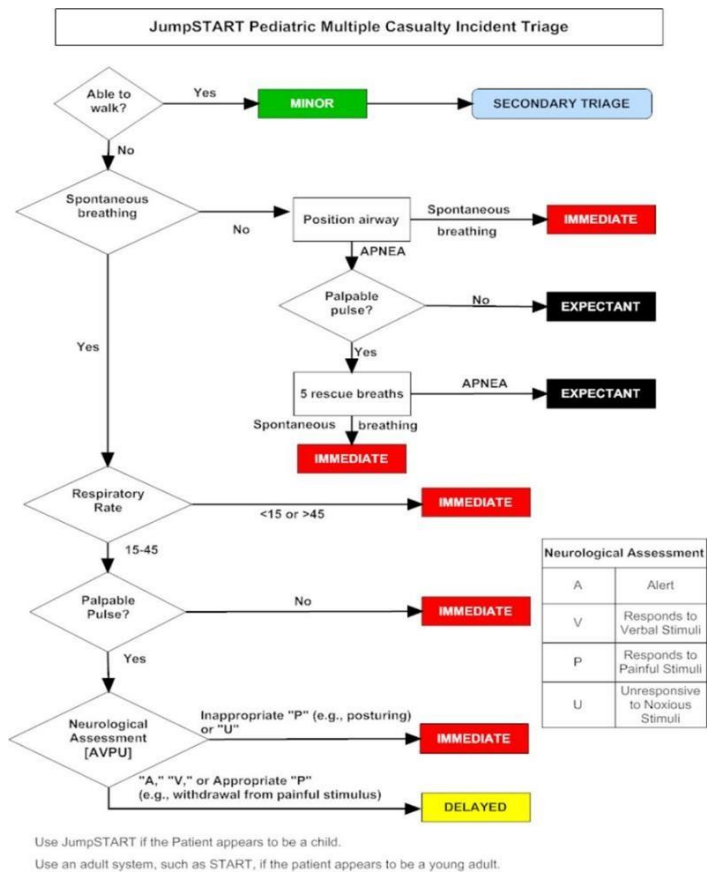 JumpSTART Pediatric Multiple Casualty Incident Triage
Able to
walk?
Yes
MINOR
SECONDARY TRIAGE
No
Spontaneous
breathing
No
Position airway
Spontaneous
breathing
IMMEDIATE
APNEA
Palpable
pulse?
No
EXPECTANT
Yes
Yes
5 rescue breaths
APNEA
EXPECTANT
Spontaneous breathing
IMMEDIATE
Respiratory
Rate
<15 or >45
IMMEDIATE
15-45
Palpable
Pulse?
No
IMMEDIATE
Yes
Neurological
Assessment
[AVPU]
Inappropriate "P" (e.g., posturing)
or "U"
IMMEDIATE
"A," "V," or Appropriate "P"
(e.g., withdrawal from painful stimulus)
DELAYED
Neurological Assessment
A Alert
V Responds to
Verbal Stimuli
P Responds to
Painful Stimuli
U Unresponsive
to Noxious
Stimuli
Use JumpSTART if the Patient appears to be a child.
Use an adult system, such as START, if the patient appears to be a young adult.